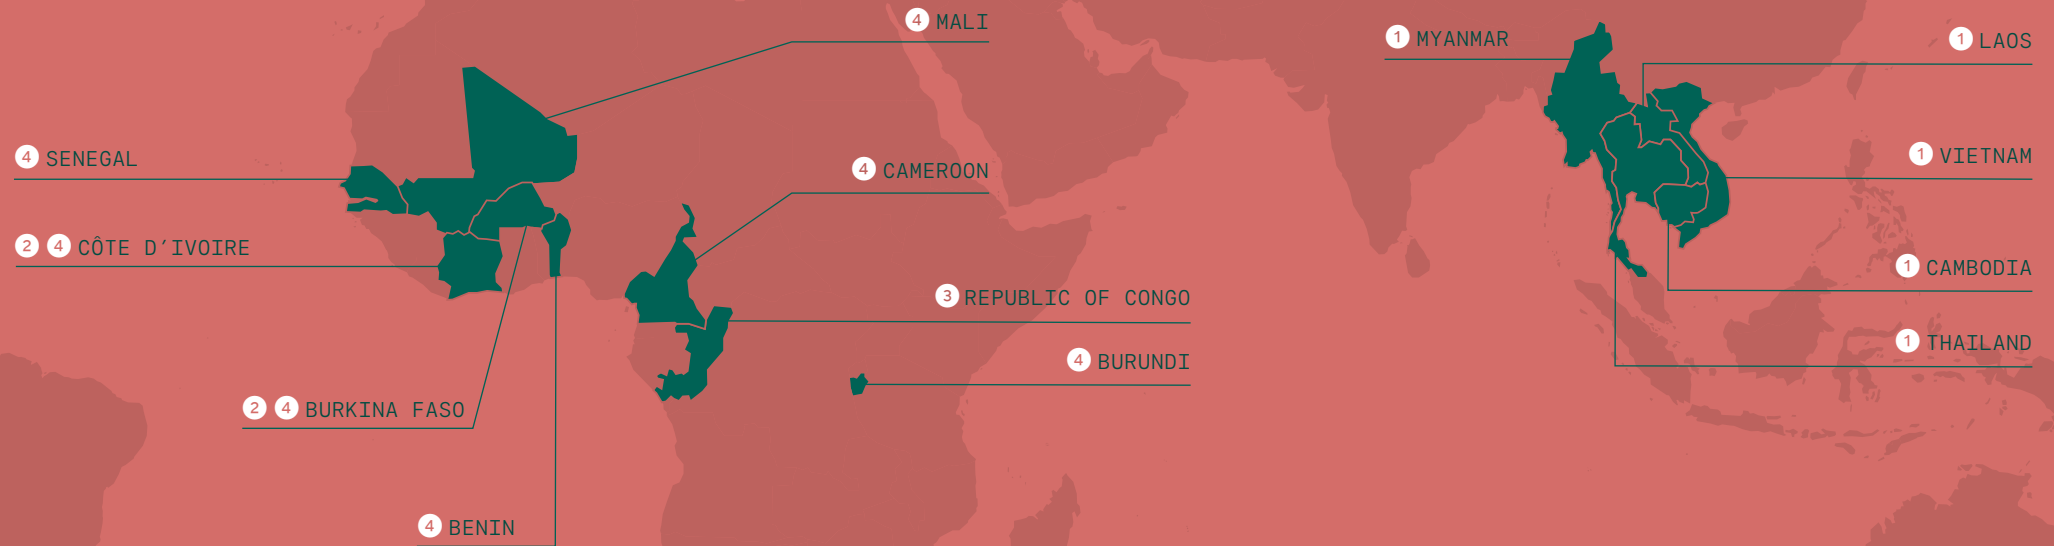 4 MALI
1 MYANMAR
1 LAOS
4 SENEGAL
4 CAMEROON
1 VIETNAM
2 4 CÔTE D’IVOIRE
3 REPUBLIC OF CONGO
1 CAMBODIA
4 BURUNDI
1 THAILAND
2 4 BURKINA FASO
4 BENIN